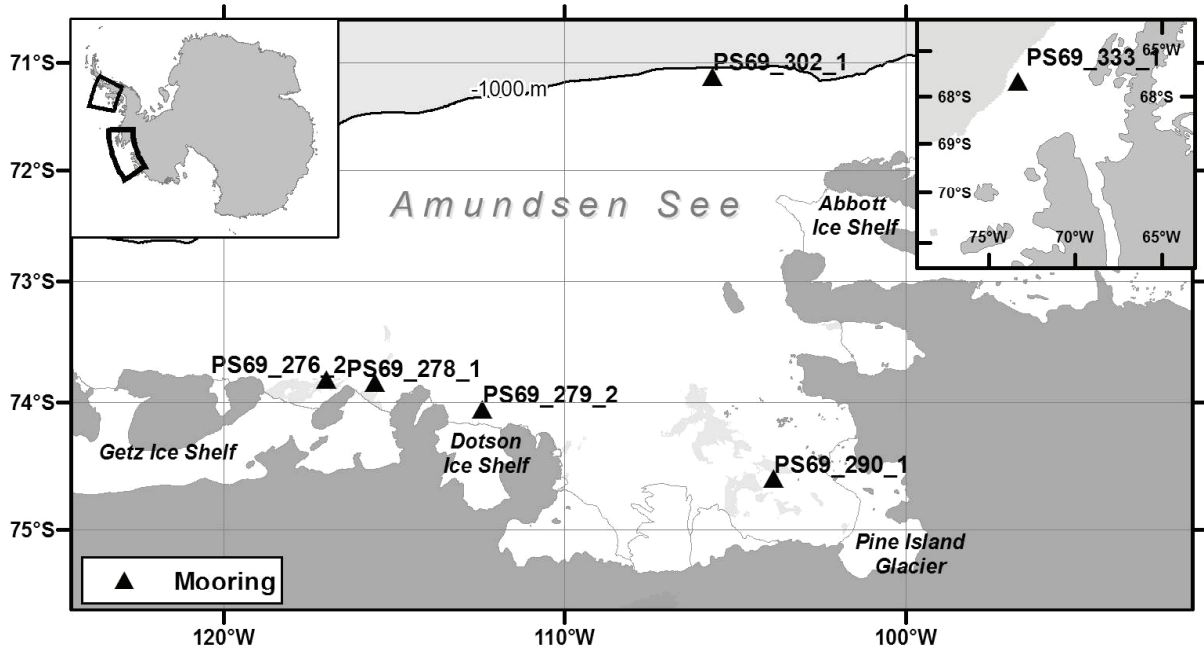 71°S
72°S
73°S
74°S
75°S
-1000 m
PS69_302_1
PS69_333_1
65°W
68°S
68°S
69°S
70°S
75°W
70°W
65°W
Amundsen See
Abbott
Ice Shelf
PS69_276_2
PS69_278_1
PS69_279_2
Getz Ice Shelf
Dotson
Ice Shelf
PS69_290_1
Pine Island
Glacier
Mooring
120°W
110°W
100°W